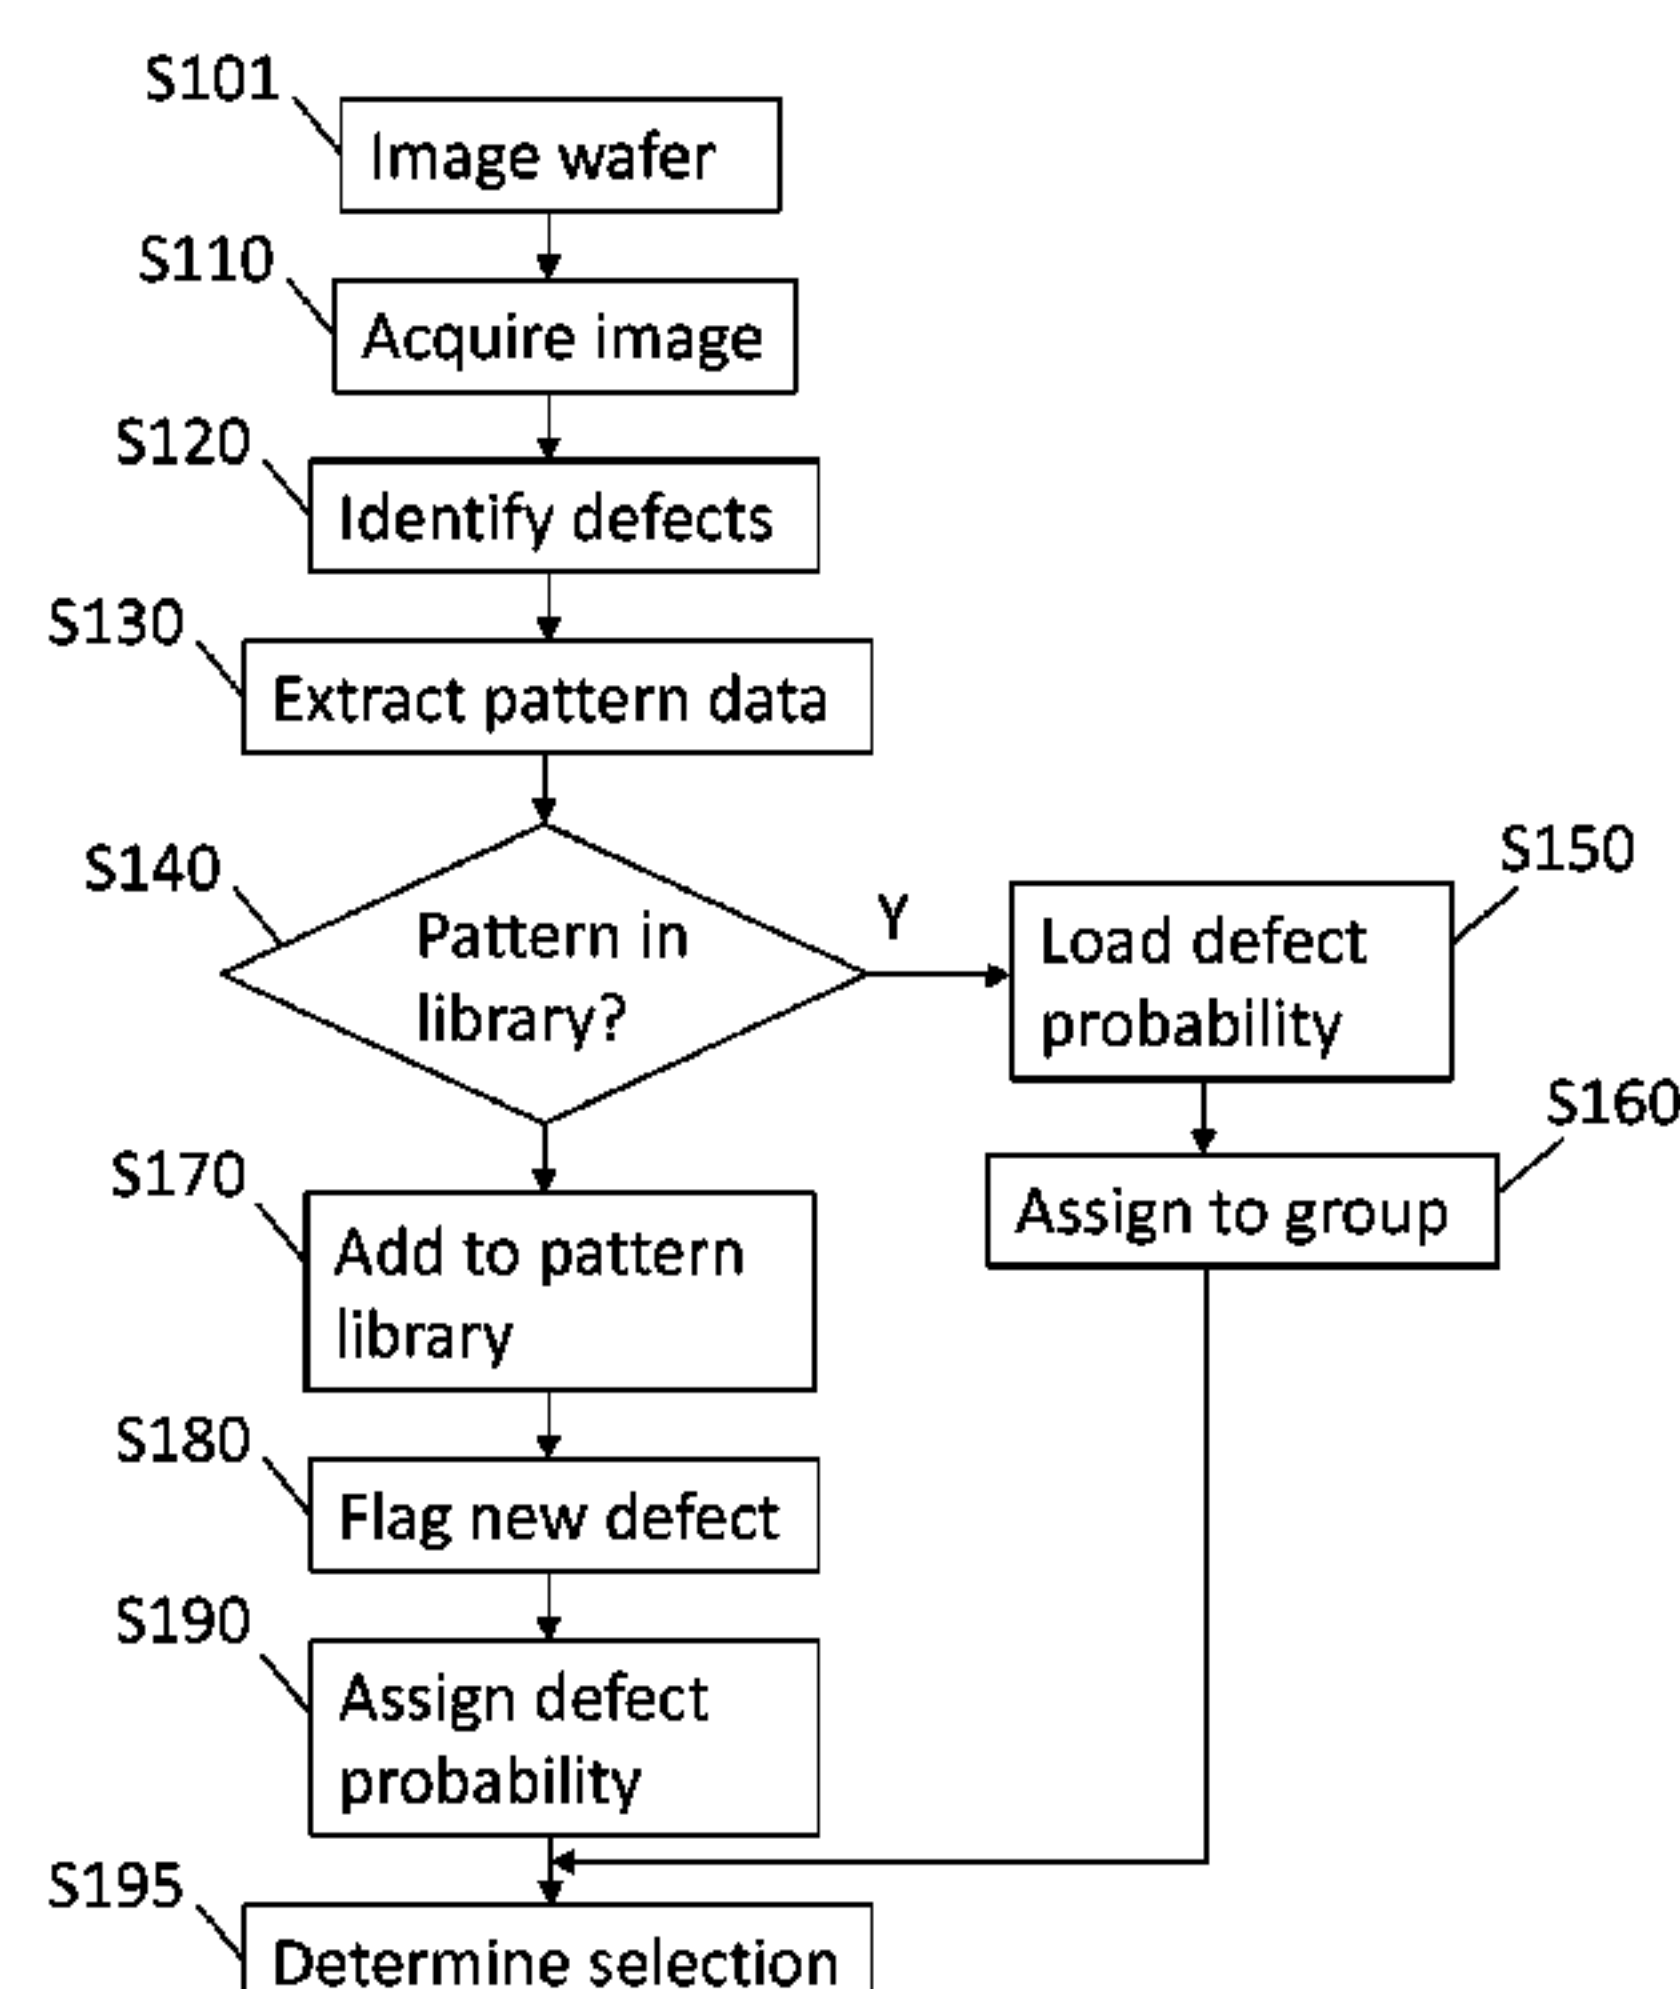 S101
Image wafer
S110
Acquire image
S120
Identify defects
S130
Extract pattern data
S140
Pattern in
library?
Y
S150
Load defect
probability
S160
Assign to group
S170
Add to pattern
library
S180
Flag new defect
S190
Assign defect
probability
S195
Determine selection